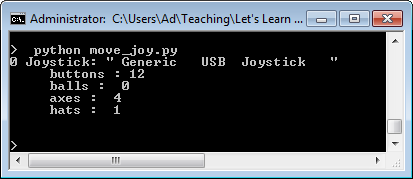 Administrator: C:\Users\Ad\Teaching\Let's Learn ...
> python move_joy.py
0 Joystick: " Generic   USB  Joystick   "
buttons : 12
balls :  0
axes :  4
hats :  1
>